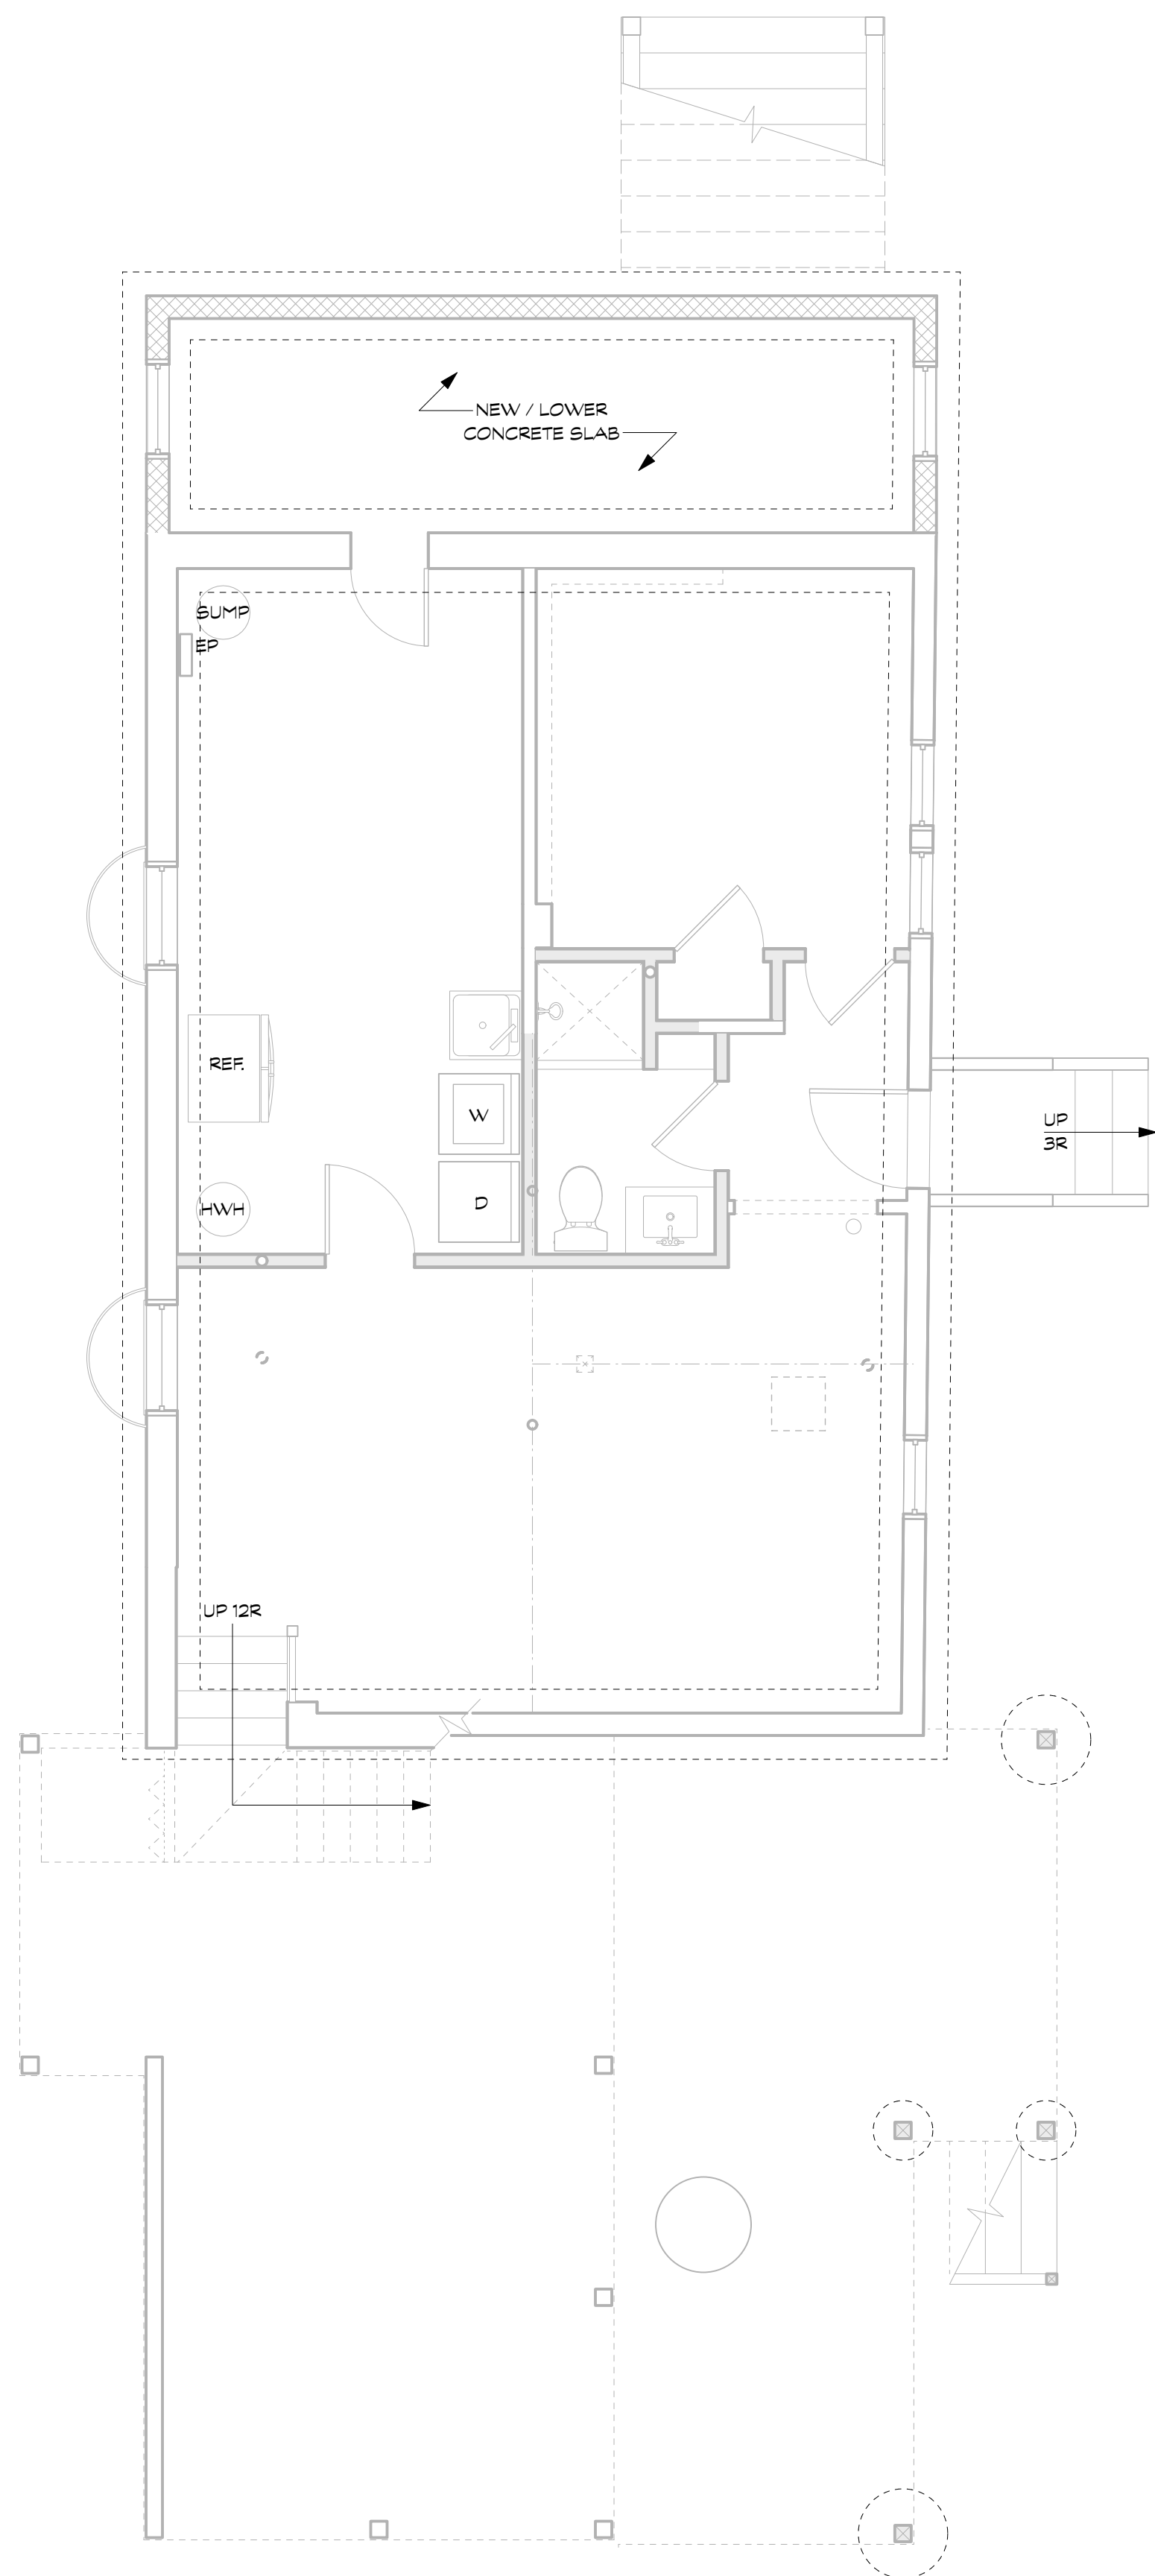 NEW / LOWER
CONCRETE SLAB
SUMP
EP
REF.
W
UP
3R
D
HWH
UP 12R